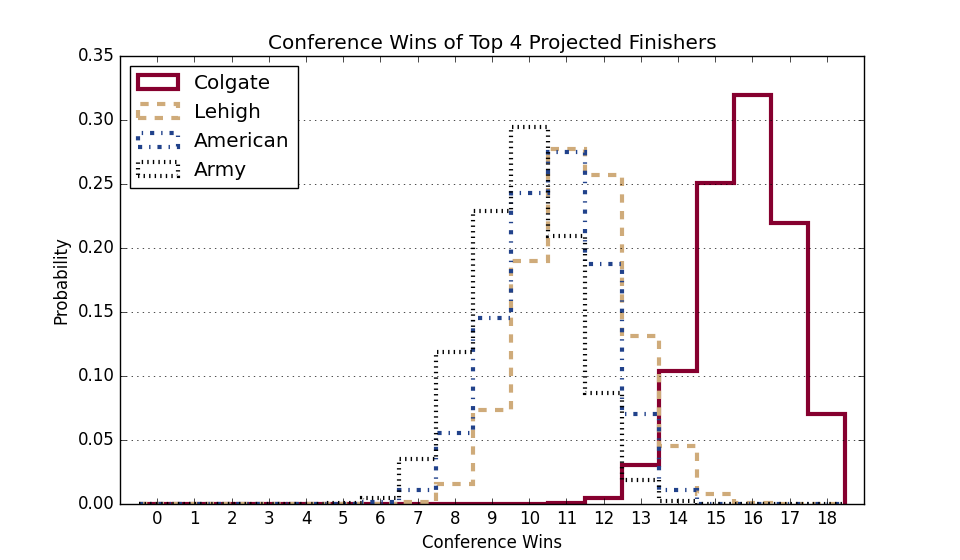 Conference Wins of Top 4 Projected Finishers
0.35
0.30
0.25
0.20
0.15
0.10
0.05
0.00
Probability
Colgate
Lehigh
American
Army
0 1 2 3 4 5 6 7 8 9 10 11 12 13 14 15 16 17 18
Conference Wins